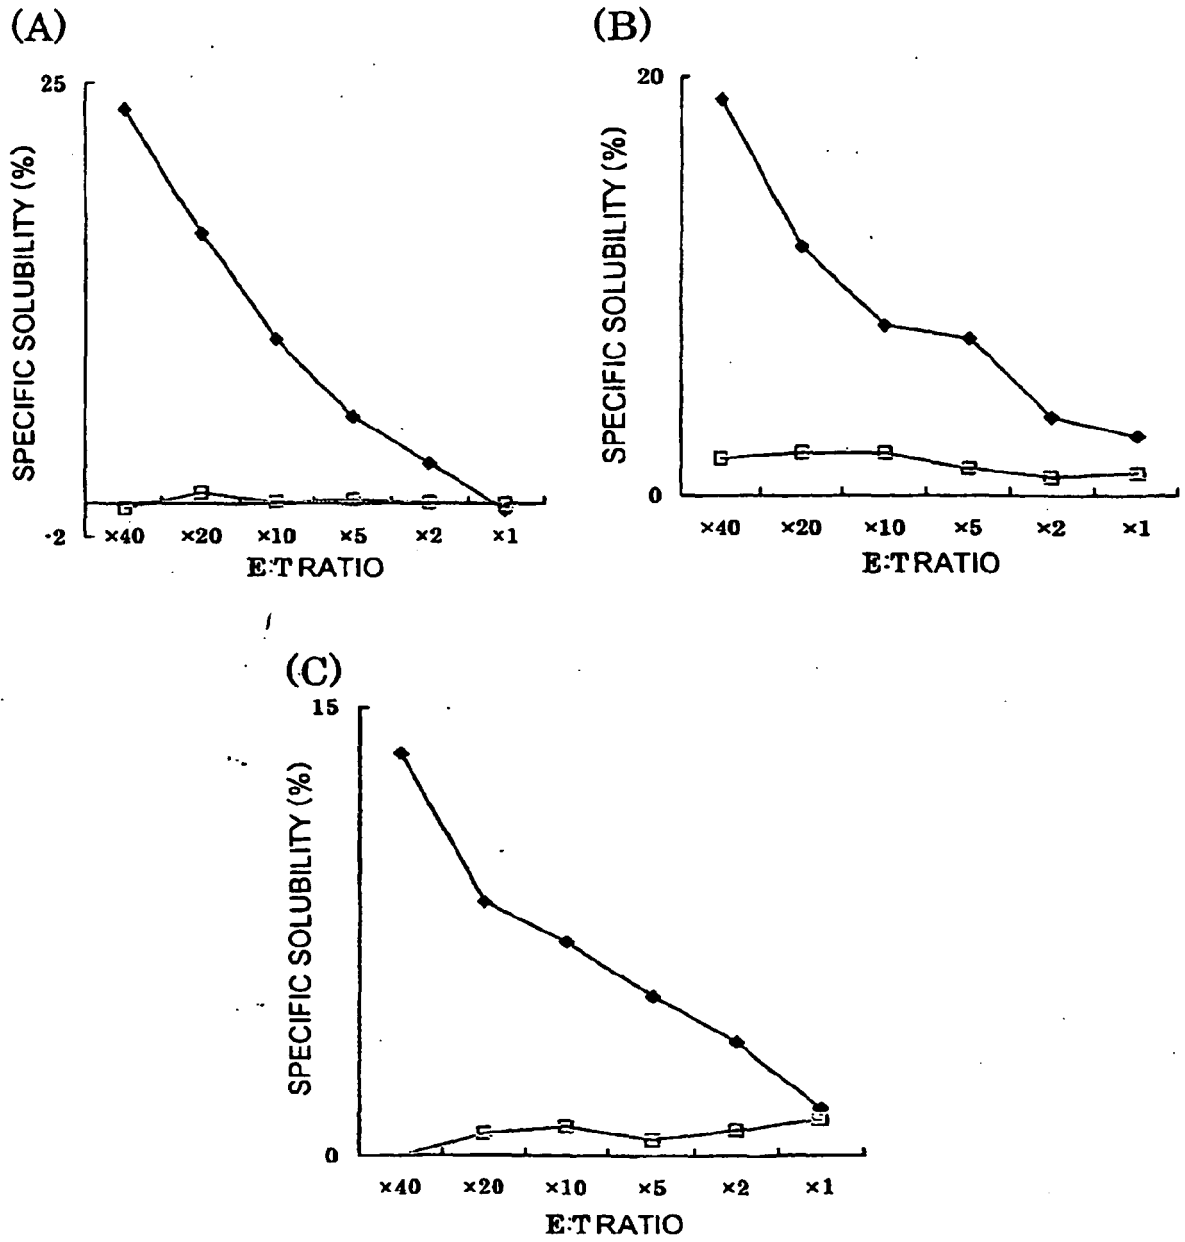 (A)
25
SPECIFIC SOLUBILITY (%)
-2
×40 ×20 ×10 ×5 ×2 ×1
E:T RATIO
(B)
20
SPECIFIC SOLUBILITY (%)
0
×40 ×20 ×10 ×5 ×2 ×1
E:T RATIO
(C)
15
SPECIFIC SOLUBILITY (%)
0
×40 ×20 ×10 ×5 ×2 ×1
E:T RATIO